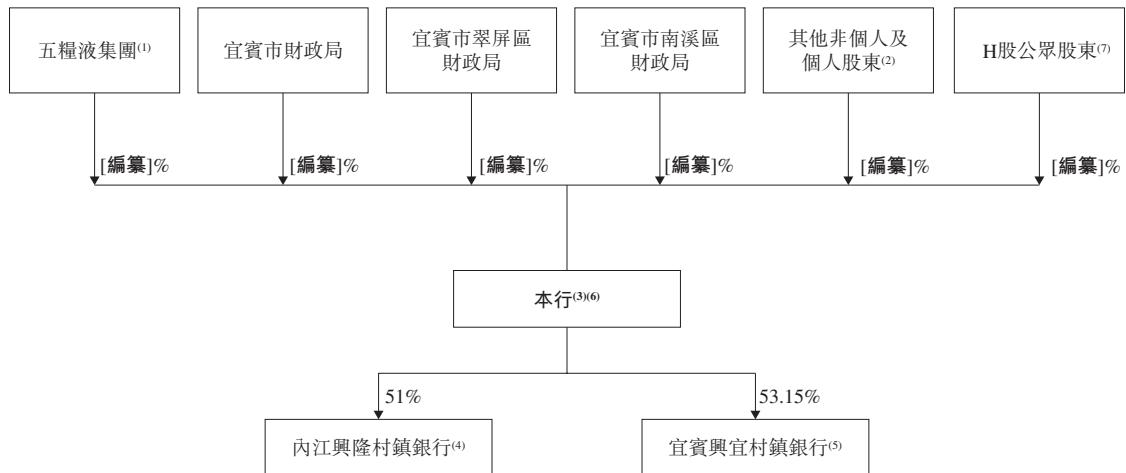 五糧液集團(1)
宜賓市財政局
宜賓市翠屏區
財政局
宜賓市南溪區
財政局
其他非個人及
個人股東(2)
H股公眾股東(7)
[編纂]%
[編纂]%
[編纂]%
[編纂]%
[編纂]%
[編纂]%
本行(3)(6)
51%
53.15%
內江興隆村鎮銀行(4)
宜賓興宜村鎮銀行(5)